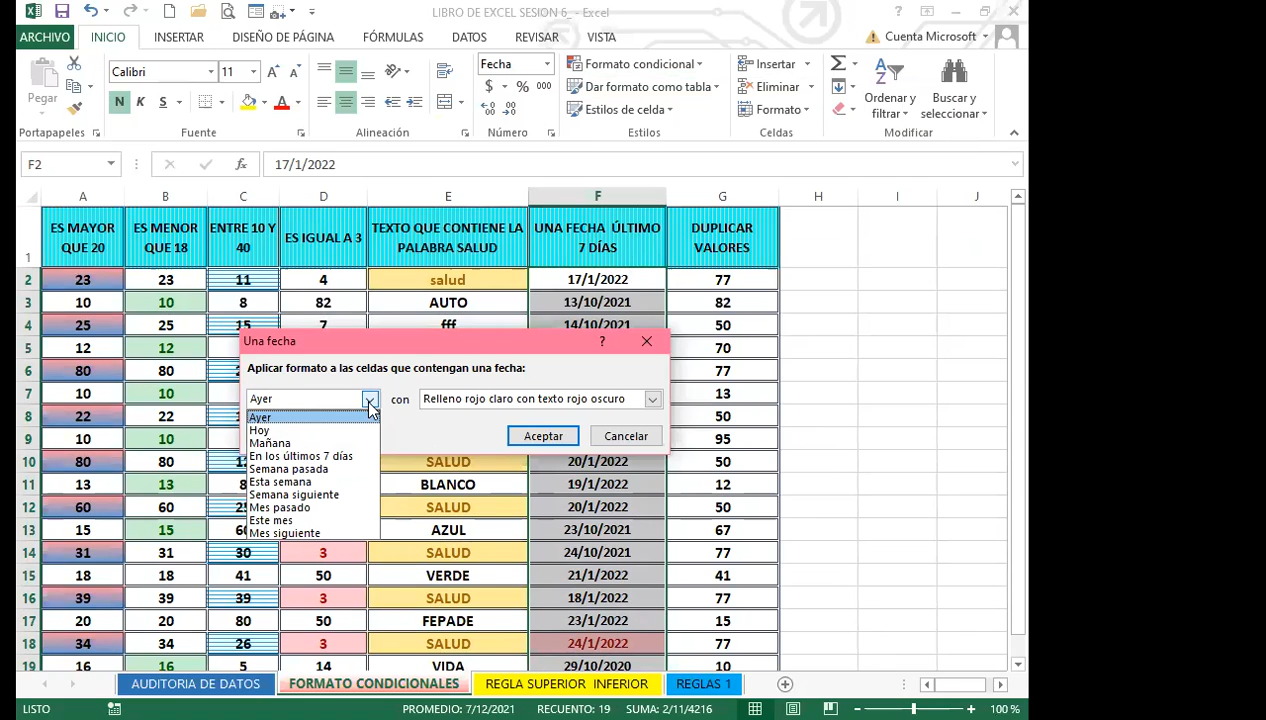 LIBRO DE EXCEL SESION 6_ - Excel
ARCHIVO INICIO INSERTAR DISEÑO DE PÁGINA FÓRMULAS DATOS REVISAR VISTA Cuenta Microsoft
Pegar
Calibri 11
N K S
Fecha
$ % 000
Formato condicional
Dar formato como tabla
Estilos de celda
Insertar
Eliminar
Formato
Ordenar y filtrar
Buscar y seleccionar
Portapapeles Fuente Alineación Número Estilos Celdas Modificar
F2 fx 17/1/2022
A B C D E F G H I J
1 ES MAYOR QUE 20 ES MENOR QUE 18 ENTRE 10 Y 40 ES IGUAL A 3 TEXTO QUE CONTIENE LA PALABRA SALUD UNA FECHA ÚLTIMO 7 DÍAS DUPLICAR VALORES
2 23 23 11 4 salud 17/1/2022 77
3 10 10 8 82 AUTO 13/10/2021 82
4 25 25 15 7 fff 14/10/2021 50
5 12 12 70
6 80 80 77
7 10 10 13
8 22 22 50
9 10 10 95
10 80 80 SALUD 20/1/2022 50
11 13 13 8 BLANCO 19/1/2022 12
12 60 60 SALUD 20/1/2022 50
13 15 15 AZUL 23/10/2021 67
14 31 31 30 3 SALUD 24/10/2021 77
15 18 18 41 50 VERDE 21/1/2022 41
16 39 39 39 3 SALUD 18/1/2022 77
17 20 20 80 50 FEPADE 23/1/2022 15
18 34 34 26 3 SALUD 24/1/2022 77
19 16 16 5 14 VIDA 29/10/2020 10
Una fecha ?
Aplicar formato a las celdas que contengan una fecha:
Ayer con Relleno rojo claro con texto rojo oscuro
Ayer
Hoy
Mañana
En los últimos 7 días
Semana pasada
Esta semana
Semana siguiente
Mes pasado
Este mes
Mes siguiente
Aceptar Cancelar
AUDITORIA DE DATOS FORMATO CONDICIONALES REGLA SUPERIOR INFERIOR REGLAS 1
LISTO PROMEDIO: 7/12/2021 RECUENTO: 19 SUMA: 2/11/4216 100 %